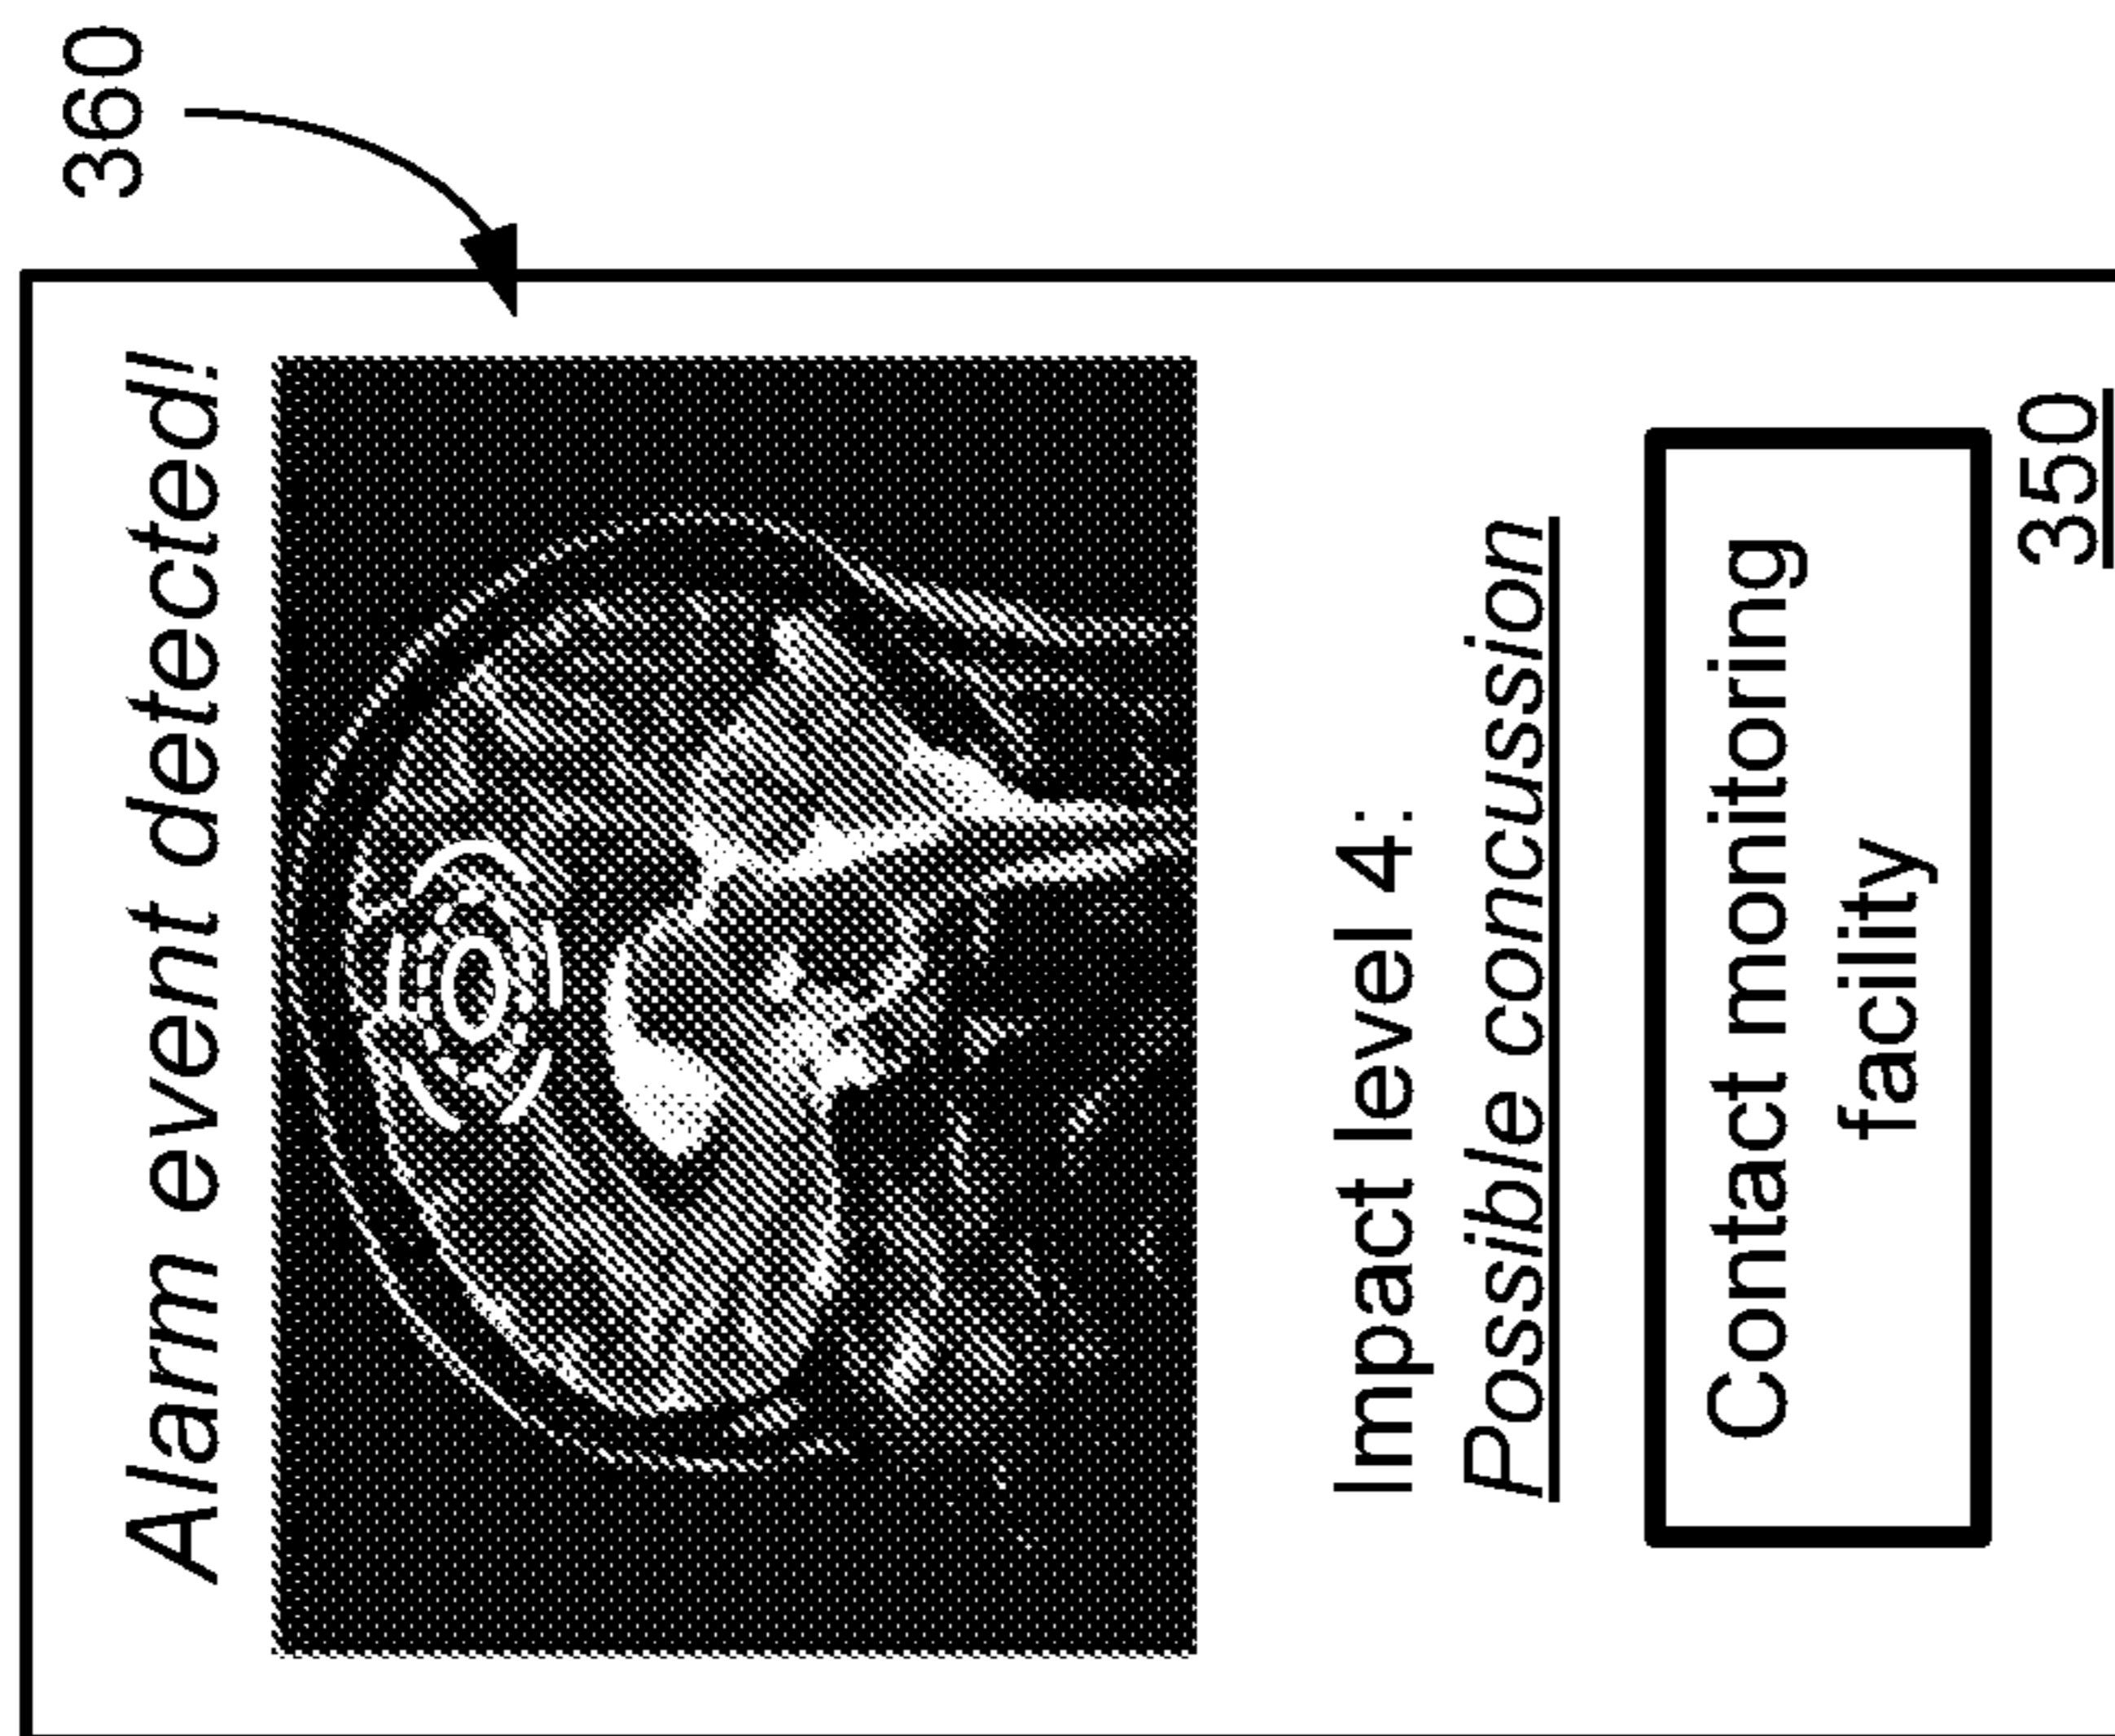 360
Alarm event detected!
Impact level 4:
Possible concussion
Contact monitoring
facility
350